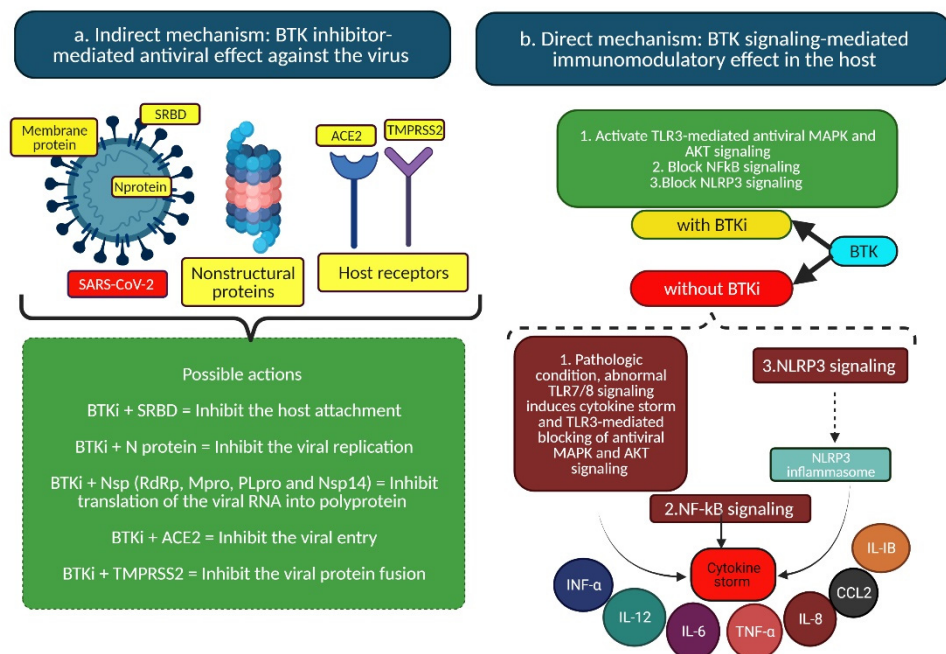 a. Indirect mechanism: BTK inhibitor-
mediated antiviral effect against the virus
SRBD
Membrane
protein
Nprotein
SARS-CoV-2
Nonstructural
proteins
ACE2
TMPRSS2
Host receptors
Possible actions
BTKi + SRBD = Inhibit the host attachment
BTKi + N protein = Inhibit the viral replication
BTKi + Nsp (RdRp, Mpro, PLpro and Nsp14) = Inhibit
translation of the viral RNA into polyprotein
BTKi + ACE2 = Inhibit the viral entry
BTKi + TMPRSS2 = Inhibit the viral protein fusion
b. Direct mechanism: BTK signaling-mediated
immunomodulatory effect in the host
1. Activate TLR3-mediated antiviral MAPK and
AKT signaling
2. Block NFkB signaling
3.Block NLRP3 signaling
with BTKi
BTK
without BTKi
1. Pathologic
condition, abnormal
TLR7/8 signaling
induces cytokine storm
and TLR3-mediated
blocking of antiviral
MAPK and AKT
signaling
3.NLRP3 signaling
NLRP3
inflammasome
2.NF-kB signaling
Cytokine
storm
INF-α
IL-12
IL-6
TNF-α
IL-8
CCL2
IL-IB